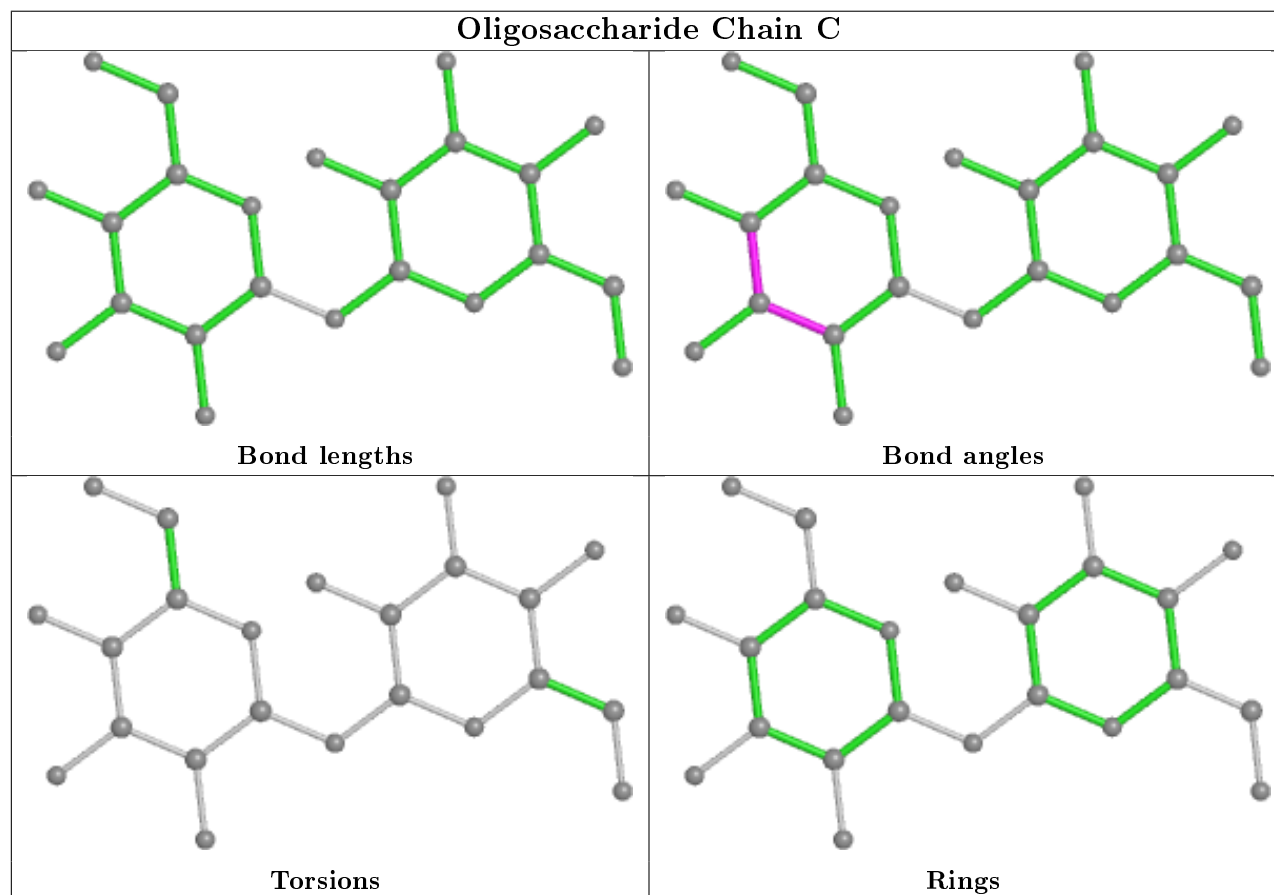 Oligosaccharide Chain C
Bond lengths
Bond angles
Torsions
Rings